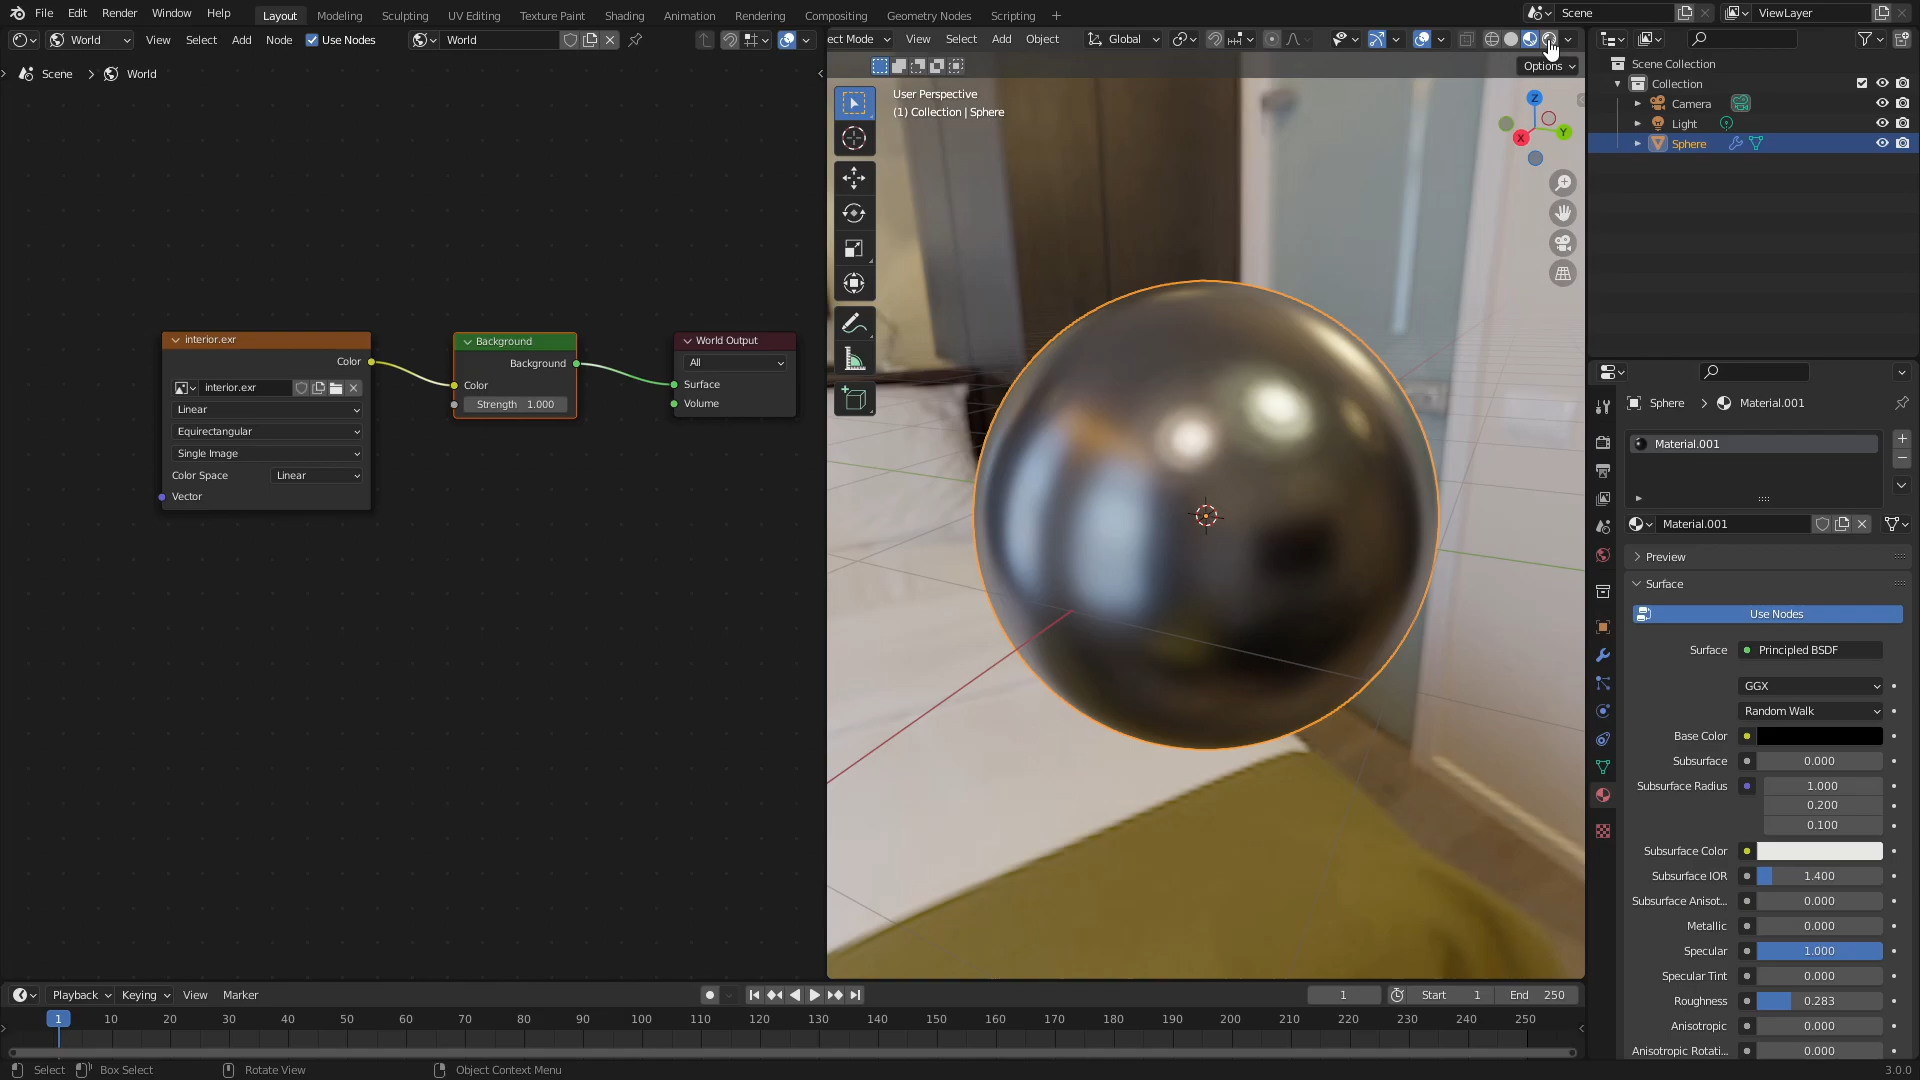 File Edit Render Window Help
Layout Modeling Sculpting UV Editing Texture Paint Shading Animation Rendering Compositing Geometry Nodes Scripting +
Scene
ViewLayer
World View Select Add Node Use Nodes World
ect Mode View Select Add Object Global
Options
Scene > World
User Perspective
(1) Collection | Sphere
Z
Y
X
Scene Collection
Collection
Camera
Light
Sphere
interior.exr
Color
interior.exr
Linear
Equirectangular
Single Image
Color Space Linear
Vector
Background
Background
Color
Strength 1.000
World Output
All
Surface
Volume
Sphere > Material.001
Material.001
Material.001
Preview
Surface
Use Nodes
Surface Principled BSDF
GGX
Random Walk
Base Color
Subsurface 0.000
Subsurface Radius 1.000
0.200
0.100
Subsurface Color
Subsurface IOR 1.400
Subsurface Anisot... 0.000
Metallic 0.000
Specular 1.000
Specular Tint 0.000
Roughness 0.283
Anisotropic 0.000
Anisotropic Rotati... 0.000
Playback Keying View Marker
1 Start 1 End 250
1 10 20 30 40 50 60 70 80 90 100 110 120 130 140 150 160 170 180 190 200 210 220 230 240 250
Select Box Select Rotate View Object Context Menu
3.0.0